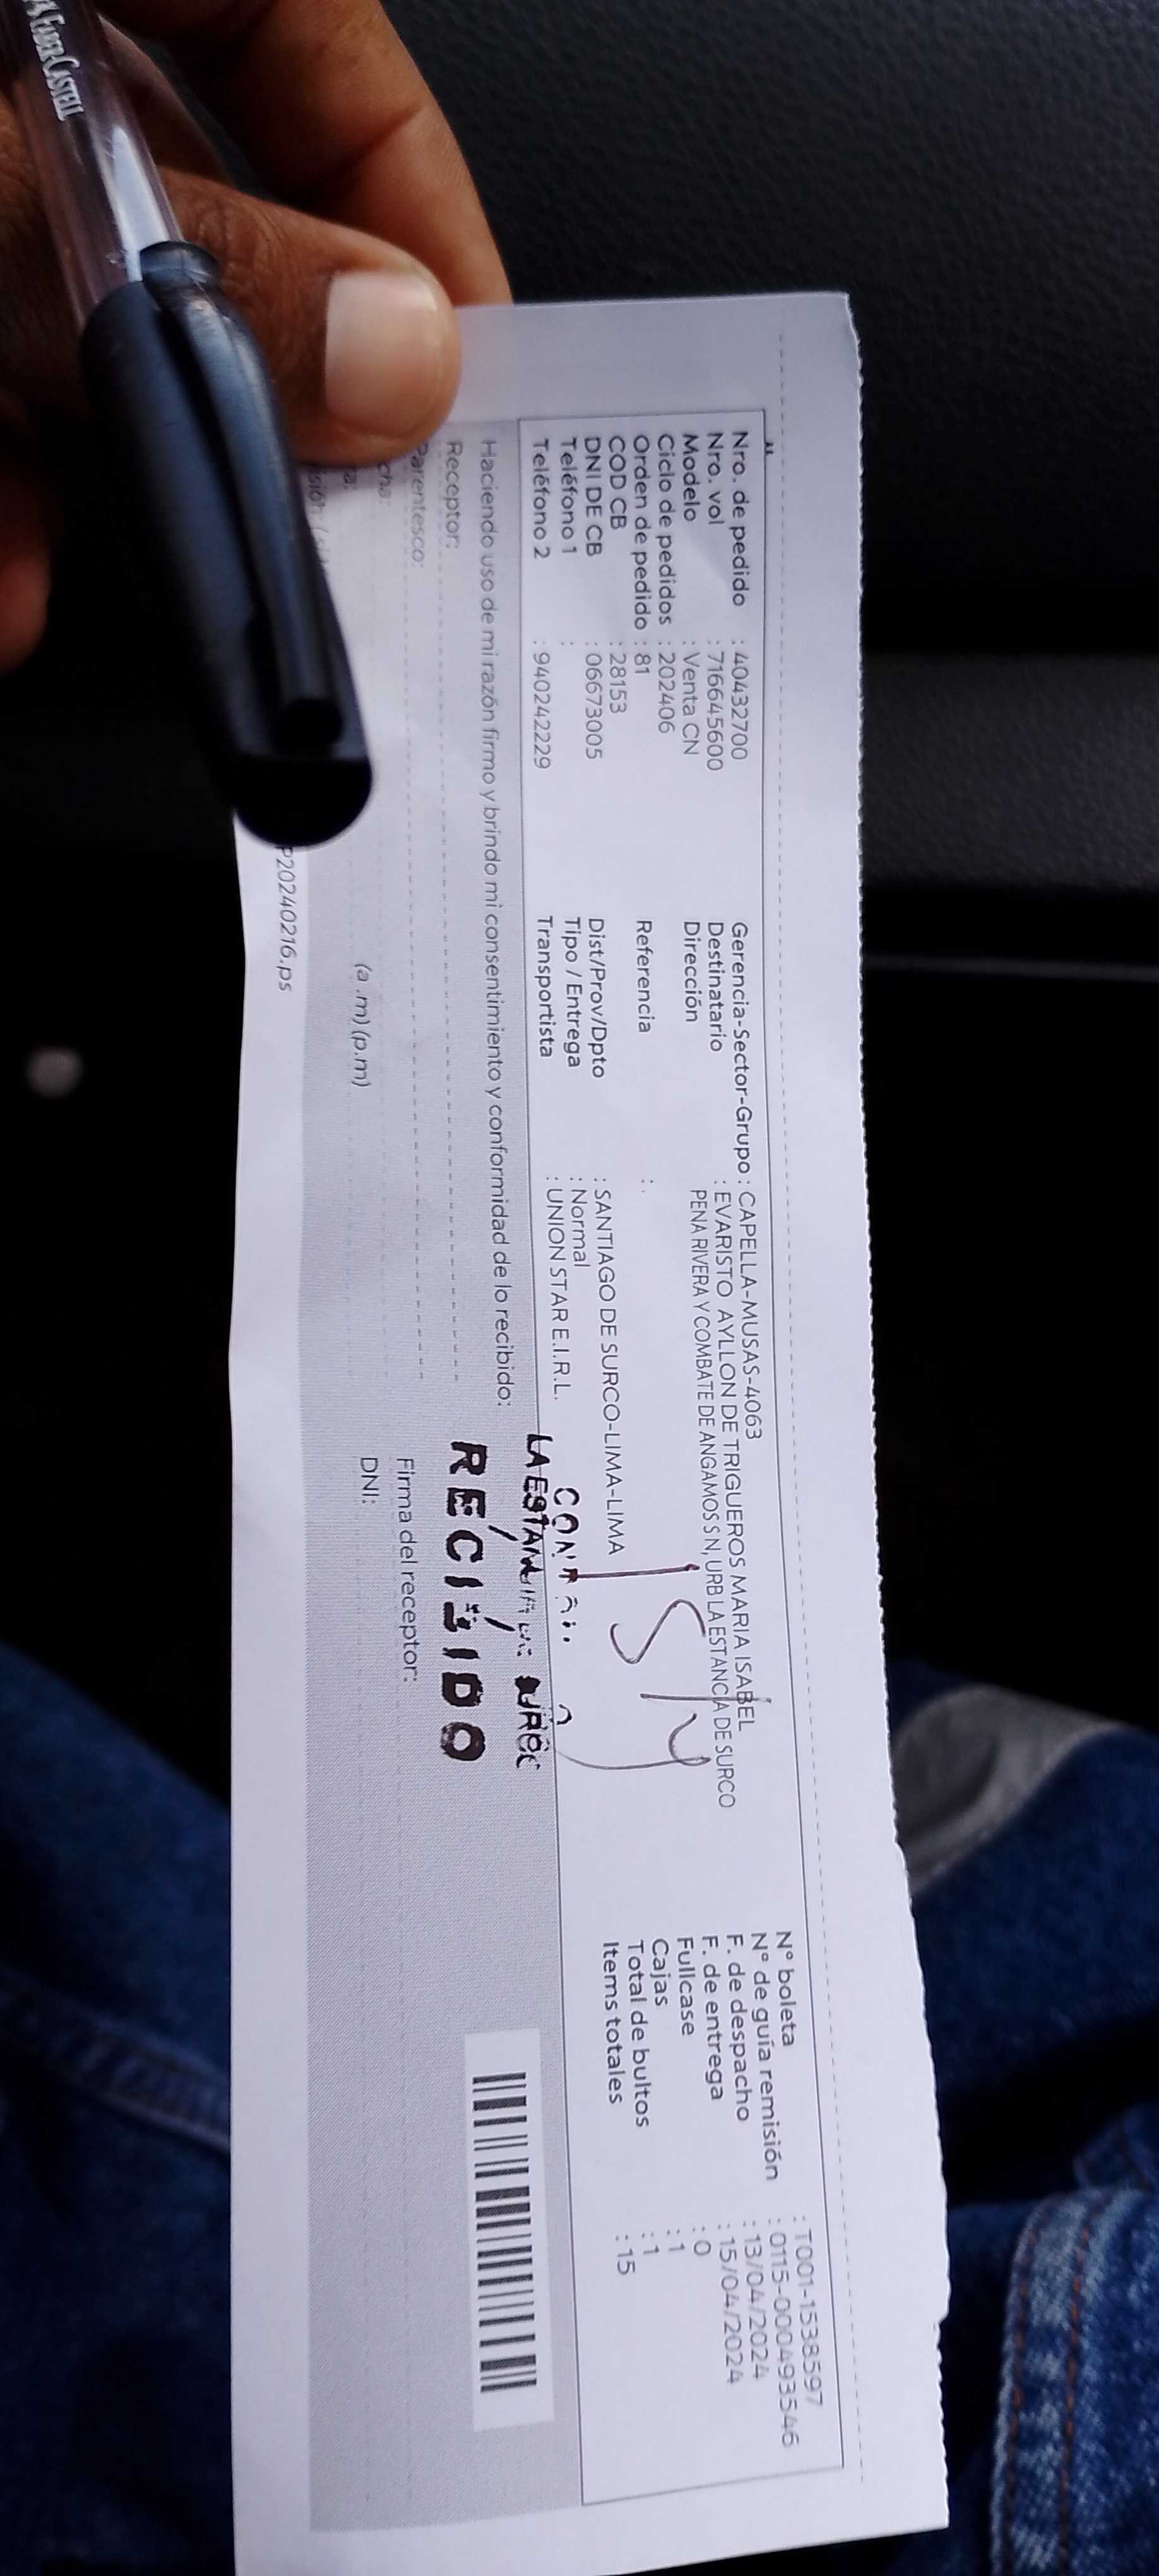 FABER-CASTELL
Nro. de pedido : 40432700
Nro. vol : 716645600
Modelo : Venta CN
Ciclo de pedidos : 202406
Orden de pedido : 81
COD CB : 28153
DNI DE CB : 06673005
Teléfono 1 :
Teléfono 2 : 940242229
Gerencia-Sector-Grupo : CAPELLA-MUSAS-4063
Destinatario : EVARISTO AYLLON DE TRIGUEROS MARIA ISABEL
Dirección PENA RIVERA Y COMBATE DE ANGAMOS S N, URB LA ESTANCIA DE SURCO
Referencia : .
Dist/Prov/Dpto : SANTIAGO DE SURCO-LIMA-LIMA
Tipo / Entrega : Normal
Transportista : UNION STAR E.I.R.L.
N° boleta : T001-1538597
N° de guía remisión : 0115-0004935​46
F. de despacho : 13/04/2024
F. de entrega : 15/04/2024
Fullcase : 0
Cajas : 1
Total de bultos : 1
Items totales : 15
Haciendo uso de mi razón firmo y brindo mi consentimiento y conformidad de lo recibido:
Receptor:
Parentesco:
(a .m) (p.m)
P20240216.ps
RECIBIDO
Firma del receptor:
DNI: